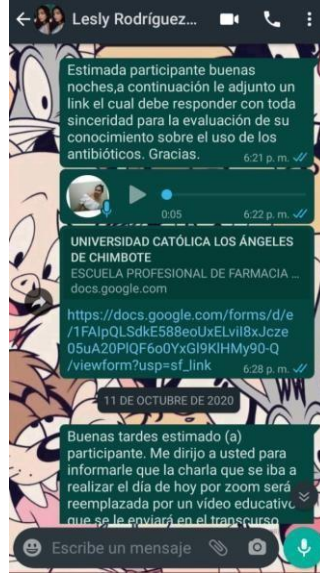 Lesly Rodríguez...
Estimada participante buenas
noches,a continuación le adjunto un
link el cual debe responder con toda
sinceridad para la evaluación de su
conocimiento sobre el uso de los
antibióticos. Gracias. 6:21 p. m.
0:05 6:22 p. m.
UNIVERSIDAD CATÓLICA LOS ÁNGELES
DE CHIMBOTE
ESCUELA PROFESIONAL DE FARMACIA ...
docs.google.com
https://docs.google.com/forms/d/e
/1FAIpQLSdkE588eoUxELviI8xJcze
05uA20PlQF6o0YxGl9KlHMy90-Q
/viewform?usp=sf_link 6:28 p. m.
11 DE OCTUBRE DE 2020
Buenas tardes estimado (a)
participante. Me dirijo a usted para
informarle que la charla que se iba a
realizar el día de hoy por zoom será
reemplazada por un vídeo educativo
que se le enviará en el transcurso
Escribe un mensaje